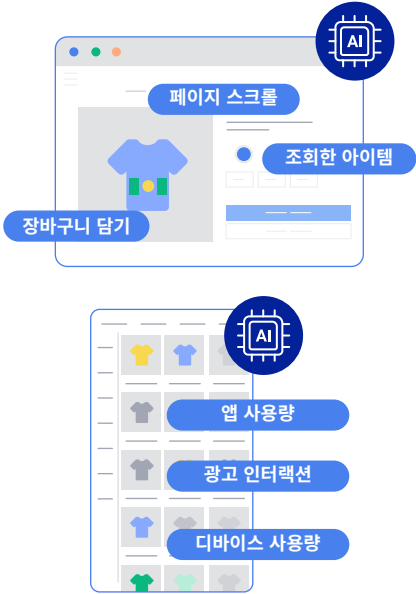 AI
페이지 스크롤
조회한 아이템
장바구니 담기
AI
앱 사용량
광고 인터랙션
디바이스 사용량